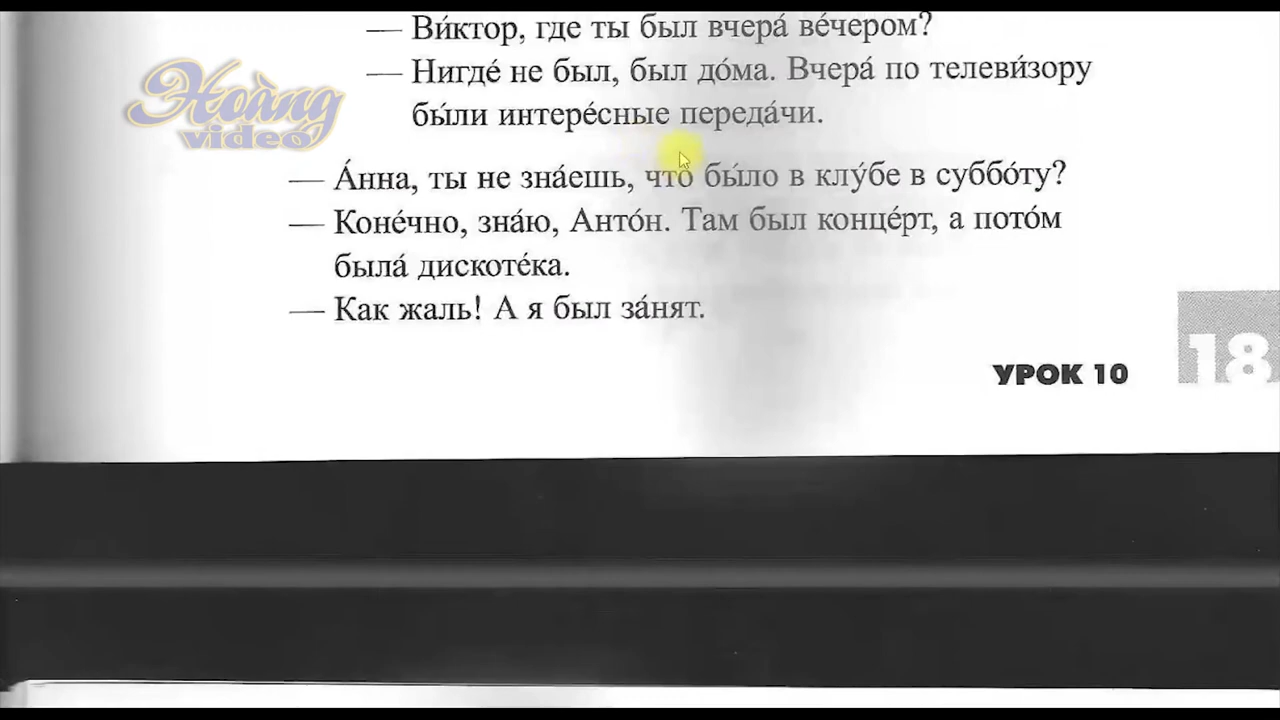 — Ви́ктор, где ты был вчера́ ве́чером?
— Нигде́ не был, был до́ма. Вчера́ по телеви́зору
бы́ли интере́сные переда́чи.
Hoàng
video
— А́нна, ты не зна́ешь, что бы́ло в клу́бе в суббо́ту?
— Коне́чно, зна́ю, Анто́н. Там был конце́рт, а пото́м
была́ дискоте́ка.
— Как жаль! А я был за́нят.
УРОК 10
18